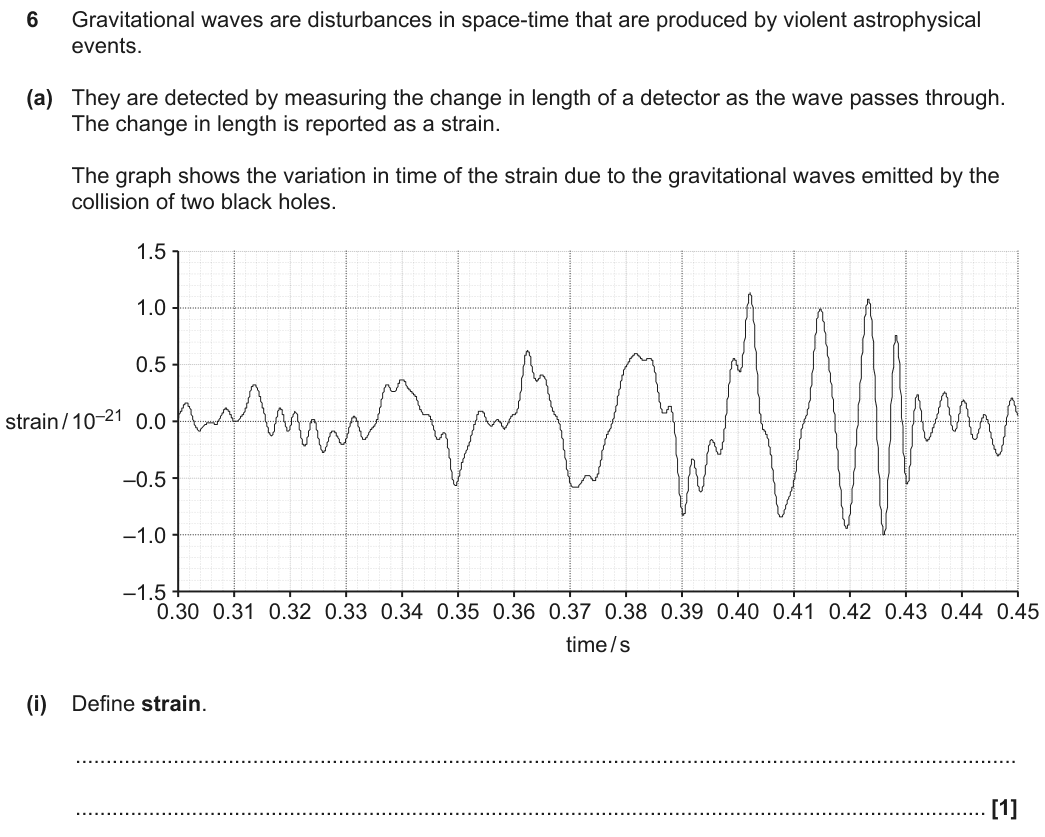 6 Gravitational waves are disturbances in space-time that are produced by violent astrophysical
events.
(a) They are detected by measuring the change in length of a detector as the wave passes through.
The change in length is reported as a strain.
The graph shows the variation in time of the strain due to the gravitational waves emitted by the
collision of two black holes.
1.5
1.0
0.5
strain / 10⁻²¹ 0.0
–0.5
–1.0
–1.5
0.30 0.31 0.32 0.33 0.34 0.35 0.36 0.37 0.38 0.39 0.40 0.41 0.42 0.43 0.44 0.45
time / s
(i) Define strain.
....................................................................................................
.................................................................................................... [1]